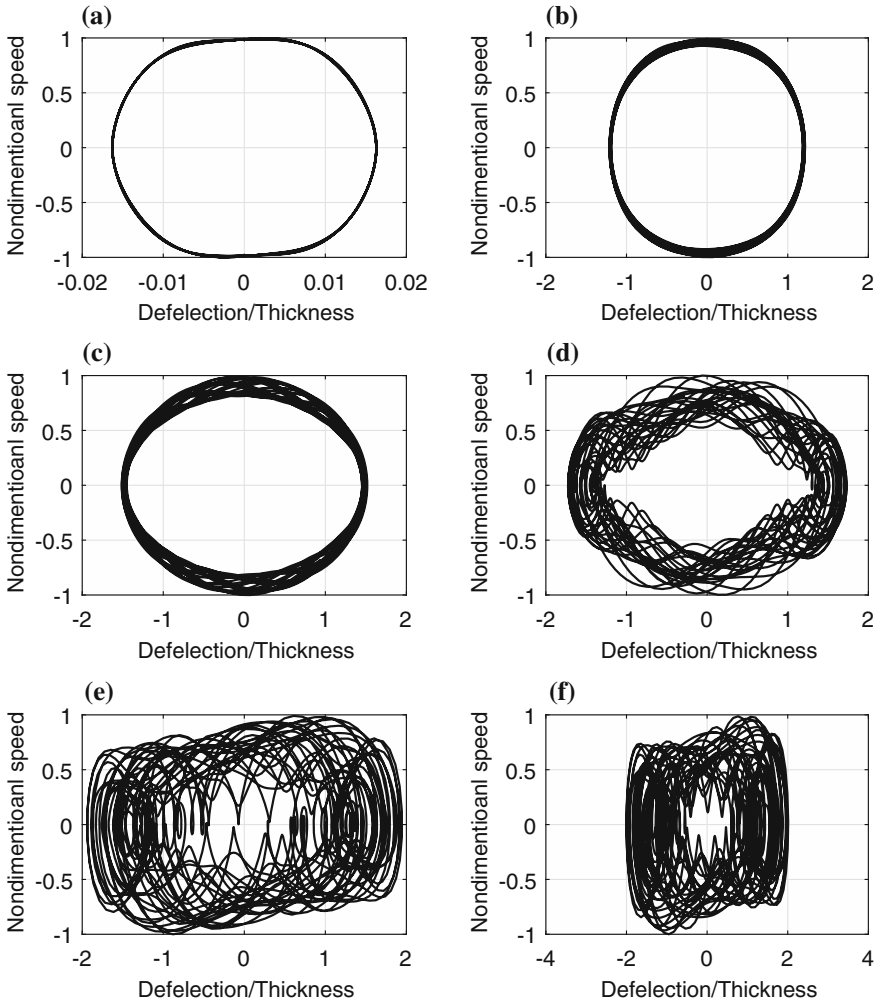 (a)
Nondimentioanl speed
1
0.5
0
-0.5
-1
-0.02 -0.01 0 0.01 0.02
Defelection/Thickness
(b)
Nondimentioanl speed
1
0.5
0
-0.5
-1
-2 -1 0 1 2
Defelection/Thickness
(c)
Nondimentioanl speed
1
0.5
0
-0.5
-1
-2 -1 0 1 2
Defelection/Thickness
(d)
Nondimentioanl speed
1
0.5
0
-0.5
-1
-2 -1 0 1 2
Defelection/Thickness
(e)
Nondimentioanl speed
1
0.5
0
-0.5
-1
-2 -1 0 1 2
Defelection/Thickness
(f)
Nondimentioanl speed
1
0.5
0
-0.5
-1
-4 -2 0 2 4
Defelection/Thickness